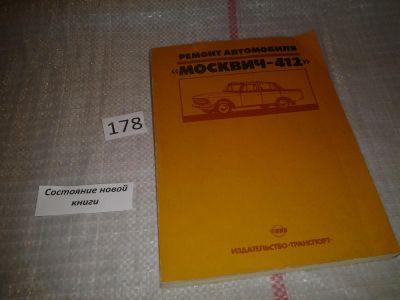 РЕМОНТ АВТОМОБИЛЯ
«МОСКВИЧ-412»
178
Состояние новой
книги
ИЗДАТЕЛЬСТВО «ТРАНСПОРТ»